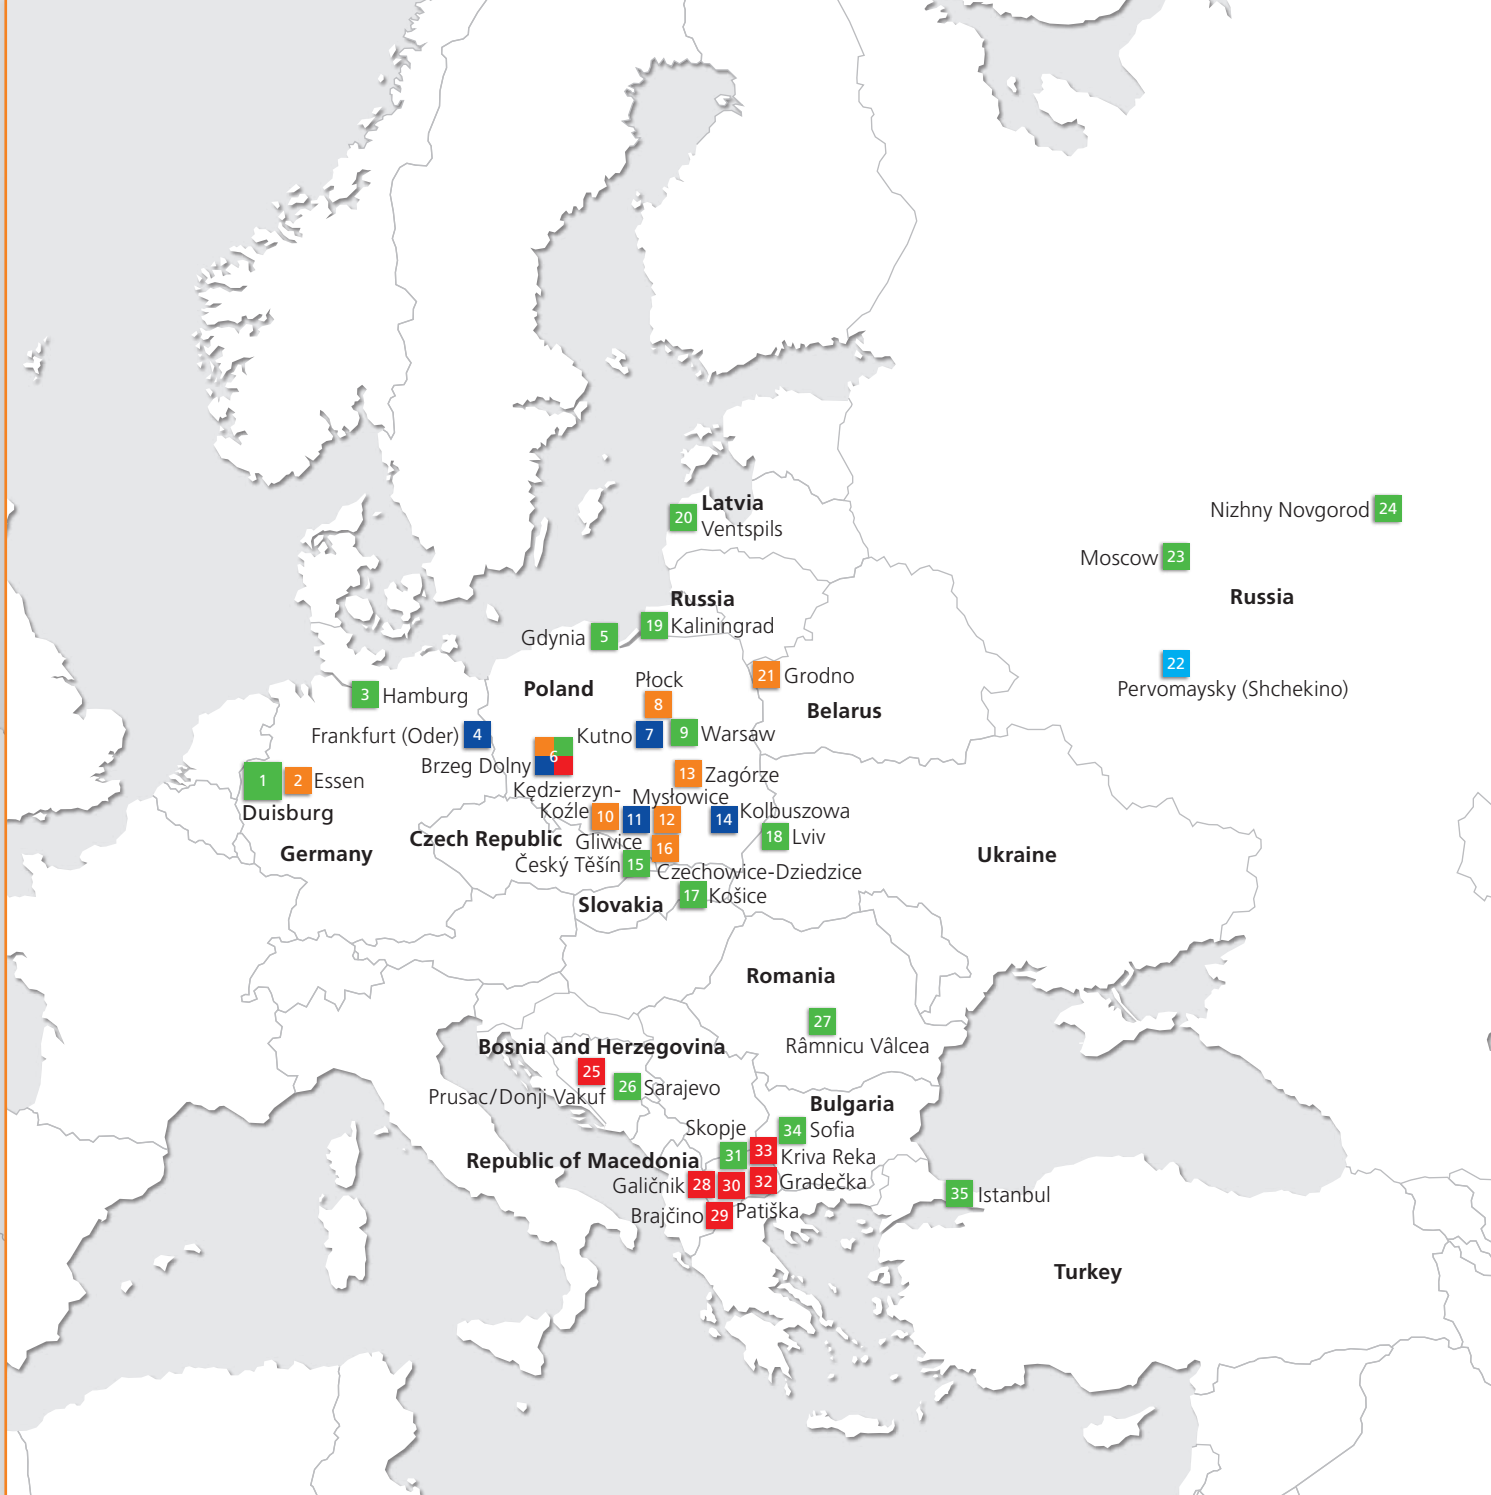 Nizhny Novgorod 24
Latvia
20 Ventspils
Moscow 23
Russia
Russia
19 Kaliningrad
Gdynia 5
22
Pervomaysky (Shchekino)
21 Grodno
Belarus
Płock
8
Poland
3 Hamburg
Frankfurt (Oder) 4
Kutno 7
9 Warsaw
6
Brzeg Dolny
1
2 Essen
Duisburg
13 Zagórze
Kędzierzyn-
Koźle 10
Mysłowice
11
12
14 Kolbuszowa
18 Lviv
Czech Republic
Gliwice
16
Germany
Český Těšín 15
Czechowice-Dziedzice
Ukraine
17 Košice
Slovakia
Romania
27
Râmnicu Vâlcea
Bosnia and Herzegovina
25
Prusac/Donji Vakuf
26 Sarajevo
Bulgaria
34 Sofia
Skopje
31
33
Kriva Reka
Republic of Macedonia
Galičnik 28
30
32 Gradečka
Brajčino 29
Patiška
35 Istanbul
Turkey